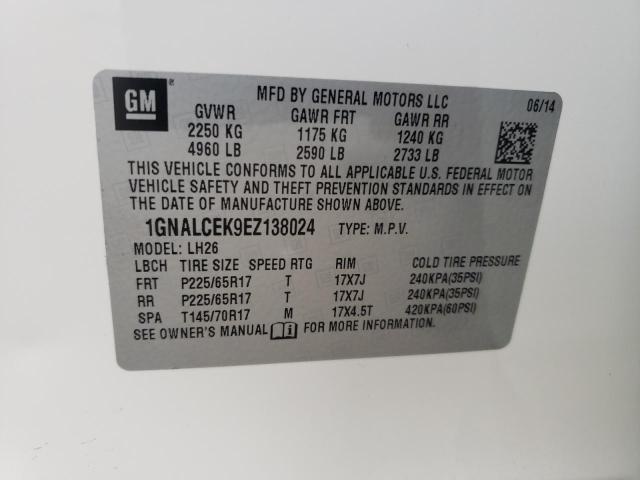 GM
MFD BY GENERAL MOTORS LLC 06/14
GVWR GAWR FRT GAWR RR
2250 KG 1175 KG 1240 KG
4960 LB 2590 LB 2733 LB
THIS VEHICLE CONFORMS TO ALL APPLICABLE U.S. FEDERAL MOTOR
VEHICLE SAFETY AND THEFT PREVENTION STANDARDS IN EFFECT ON
THE DATE OF MANUFACTURE SHOWN ABOVE.
1GNALCEK9EZ138024 TYPE: M.P.V.
MODEL: LH26
LBCH TIRE SIZE SPEED RTG RIM COLD TIRE PRESSURE
FRT P225/65R17 T 17X7J 240KPA(35PSI)
RR P225/65R17 T 17X7J 240KPA(35PSI)
SPA T145/70R17 M 17X4.5T 420KPA(60PSI)
SEE OWNER'S MANUAL FOR MORE INFORMATION.